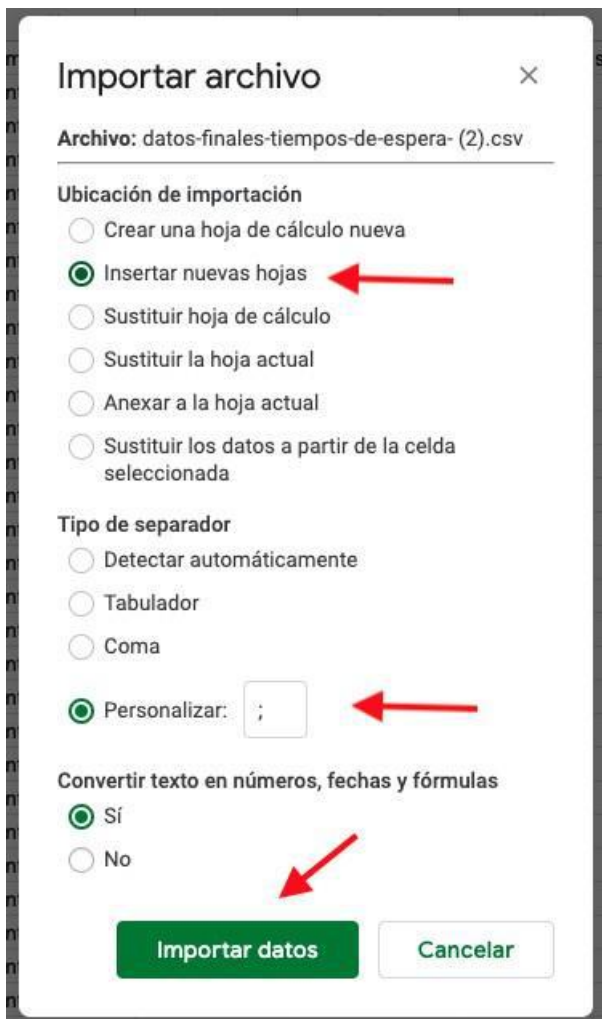 Importar archivo
Archivo: datos-finales-tiempos-de-espera- (2).csv
Ubicación de importación
Crear una hoja de cálculo nueva
Insertar nuevas hojas
Sustituir hoja de cálculo
Sustituir la hoja actual
Anexar a la hoja actual
Sustituir los datos a partir de la celda
seleccionada
Tipo de separador
Detectar automáticamente
Tabulador
Coma
Personalizar: ;
Convertir texto en números, fechas y fórmulas
Sí
No
Importar datos Cancelar